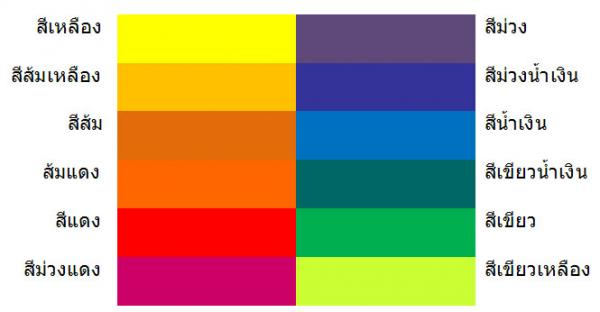 สีเหลือง
สีม่วง
สีส้มเหลือง
สีม่วงน้ำเงิน
สีส้ม
สีน้ำเงิน
ส้มแดง
สีเขียวน้ำเงิน
สีแดง
สีเขียว
สีม่วงแดง
สีเขียวเหลือง